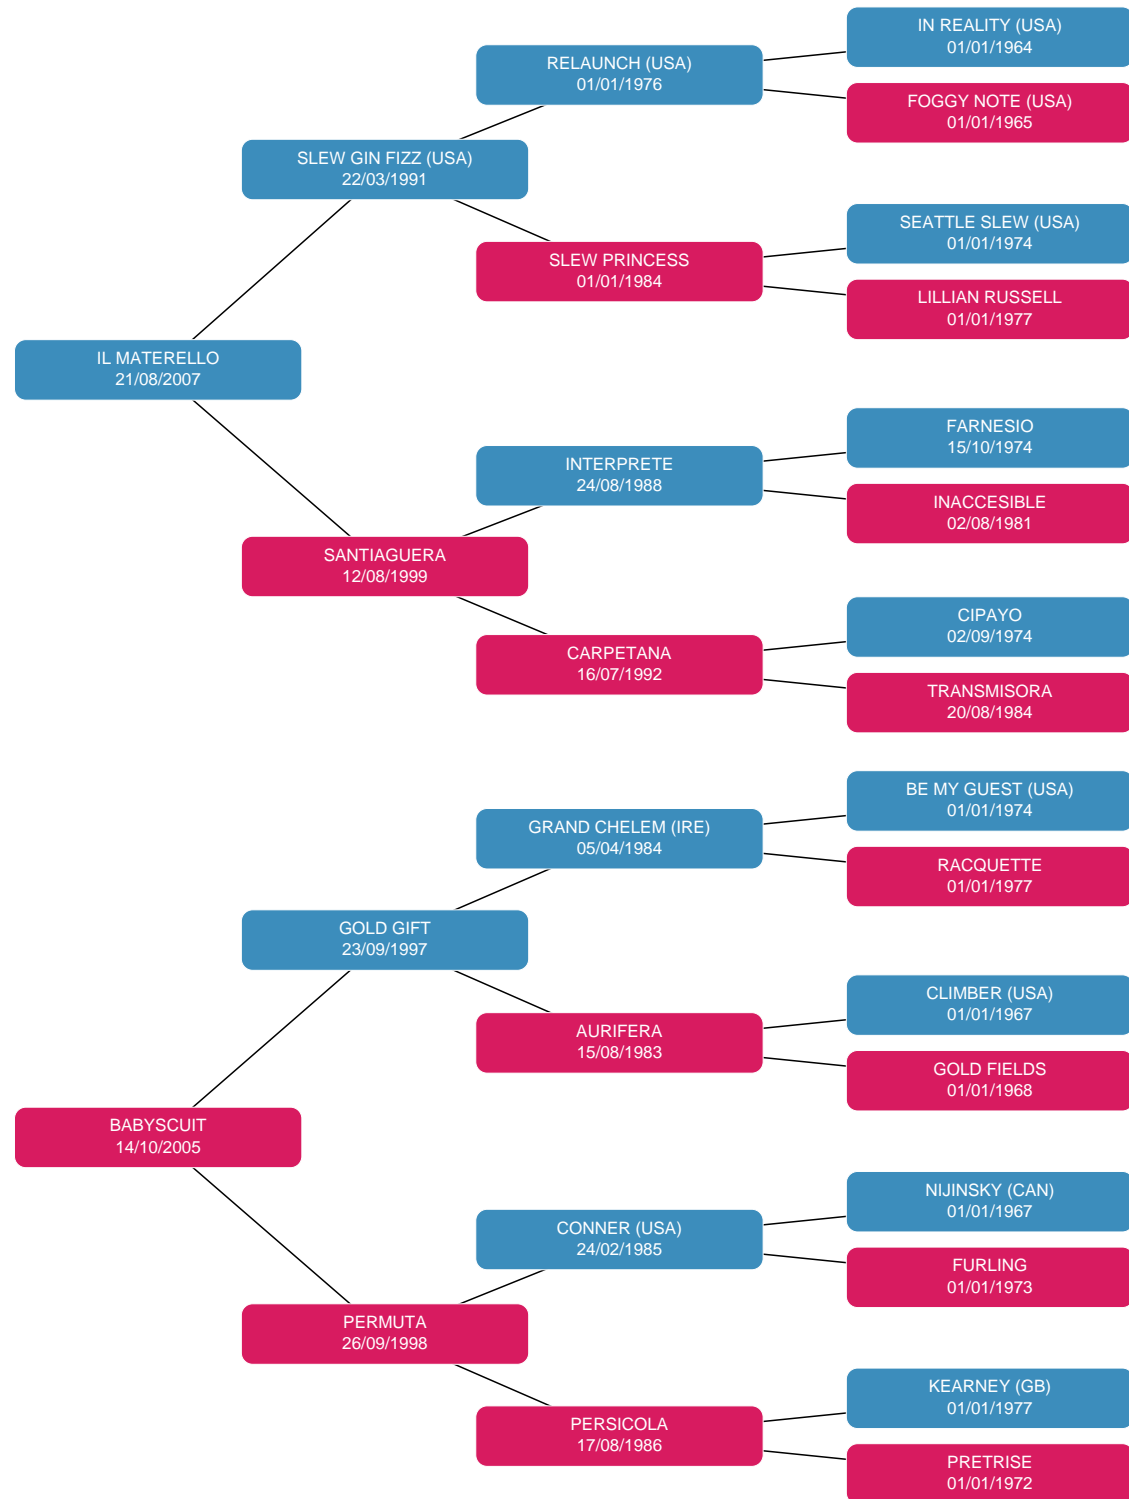 IN REALITY (USA)
01/01/1964
RELAUNCH (USA)
01/01/1976
FOGGY NOTE (USA)
01/01/1965
SLEW GIN FIZZ (USA)
22/03/1991
SEATTLE SLEW (USA)
01/01/1974
SLEW PRINCESS
01/01/1984
LILLIAN RUSSELL
01/01/1977
IL MATERELLO
21/08/2007
FARNESIO
15/10/1974
INTERPRETE
24/08/1988
INACCESIBLE
02/08/1981
SANTIAGUERA
12/08/1999
CIPAYO
02/09/1974
CARPETANA
16/07/1992
TRANSMISORA
20/08/1984
BE MY GUEST (USA)
01/01/1974
GRAND CHELEM (IRE)
05/04/1984
RACQUETTE
01/01/1977
GOLD GIFT
23/09/1997
CLIMBER (USA)
01/01/1967
AURIFERA
15/08/1983
GOLD FIELDS
01/01/1968
BABYSCUIT
14/10/2005
NIJINSKY (CAN)
01/01/1967
CONNER (USA)
24/02/1985
FURLING
01/01/1973
PERMUTA
26/09/1998
KEARNEY (GB)
01/01/1977
PERSICOLA
17/08/1986
PRETRISE
01/01/1972